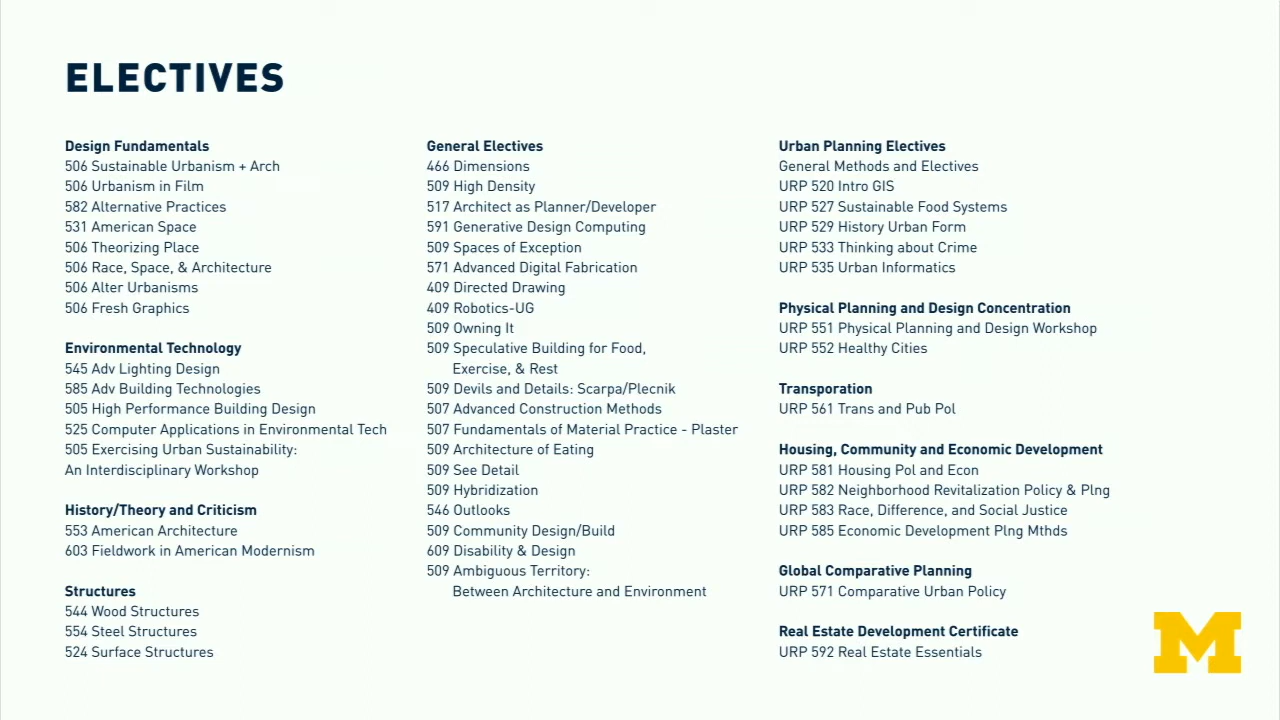 ELECTIVES
Design Fundamentals
506 Sustainable Urbanism + Arch
506 Urbanism in Film
582 Alternative Practices
531 American Space
506 Theorizing Place
506 Race, Space, & Architecture
506 Alter Urbanisms
506 Fresh Graphics
Environmental Technology
545 Adv Lighting Design
585 Adv Building Technologies
505 High Performance Building Design
525 Computer Applications in Environmental Tech
505 Exercising Urban Sustainability:
An Interdisciplinary Workshop
History/Theory and Criticism
553 American Architecture
603 Fieldwork in American Modernism
Structures
544 Wood Structures
554 Steel Structures
524 Surface Structures
General Electives
466 Dimensions
509 High Density
517 Architect as Planner/Developer
591 Generative Design Computing
509 Spaces of Exception
571 Advanced Digital Fabrication
409 Directed Drawing
409 Robotics-UG
509 Owning It
509 Speculative Building for Food,
Exercise, & Rest
509 Devils and Details: Scarpa/Plecnik
507 Advanced Construction Methods
507 Fundamentals of Material Practice - Plaster
509 Architecture of Eating
509 See Detail
509 Hybridization
546 Outlooks
509 Community Design/Build
609 Disability & Design
509 Ambiguous Territory:
Between Architecture and Environment
Urban Planning Electives
General Methods and Electives
URP 520 Intro GIS
URP 527 Sustainable Food Systems
URP 529 History Urban Form
URP 533 Thinking about Crime
URP 535 Urban Informatics
Physical Planning and Design Concentration
URP 551 Physical Planning and Design Workshop
URP 552 Healthy Cities
Transporation
URP 561 Trans and Pub Pol
Housing, Community and Economic Development
URP 581 Housing Pol and Econ
URP 582 Neighborhood Revitalization Policy & Plng
URP 583 Race, Difference, and Social Justice
URP 585 Economic Development Plng Mthds
Global Comparative Planning
URP 571 Comparative Urban Policy
Real Estate Development Certificate
URP 592 Real Estate Essentials
M